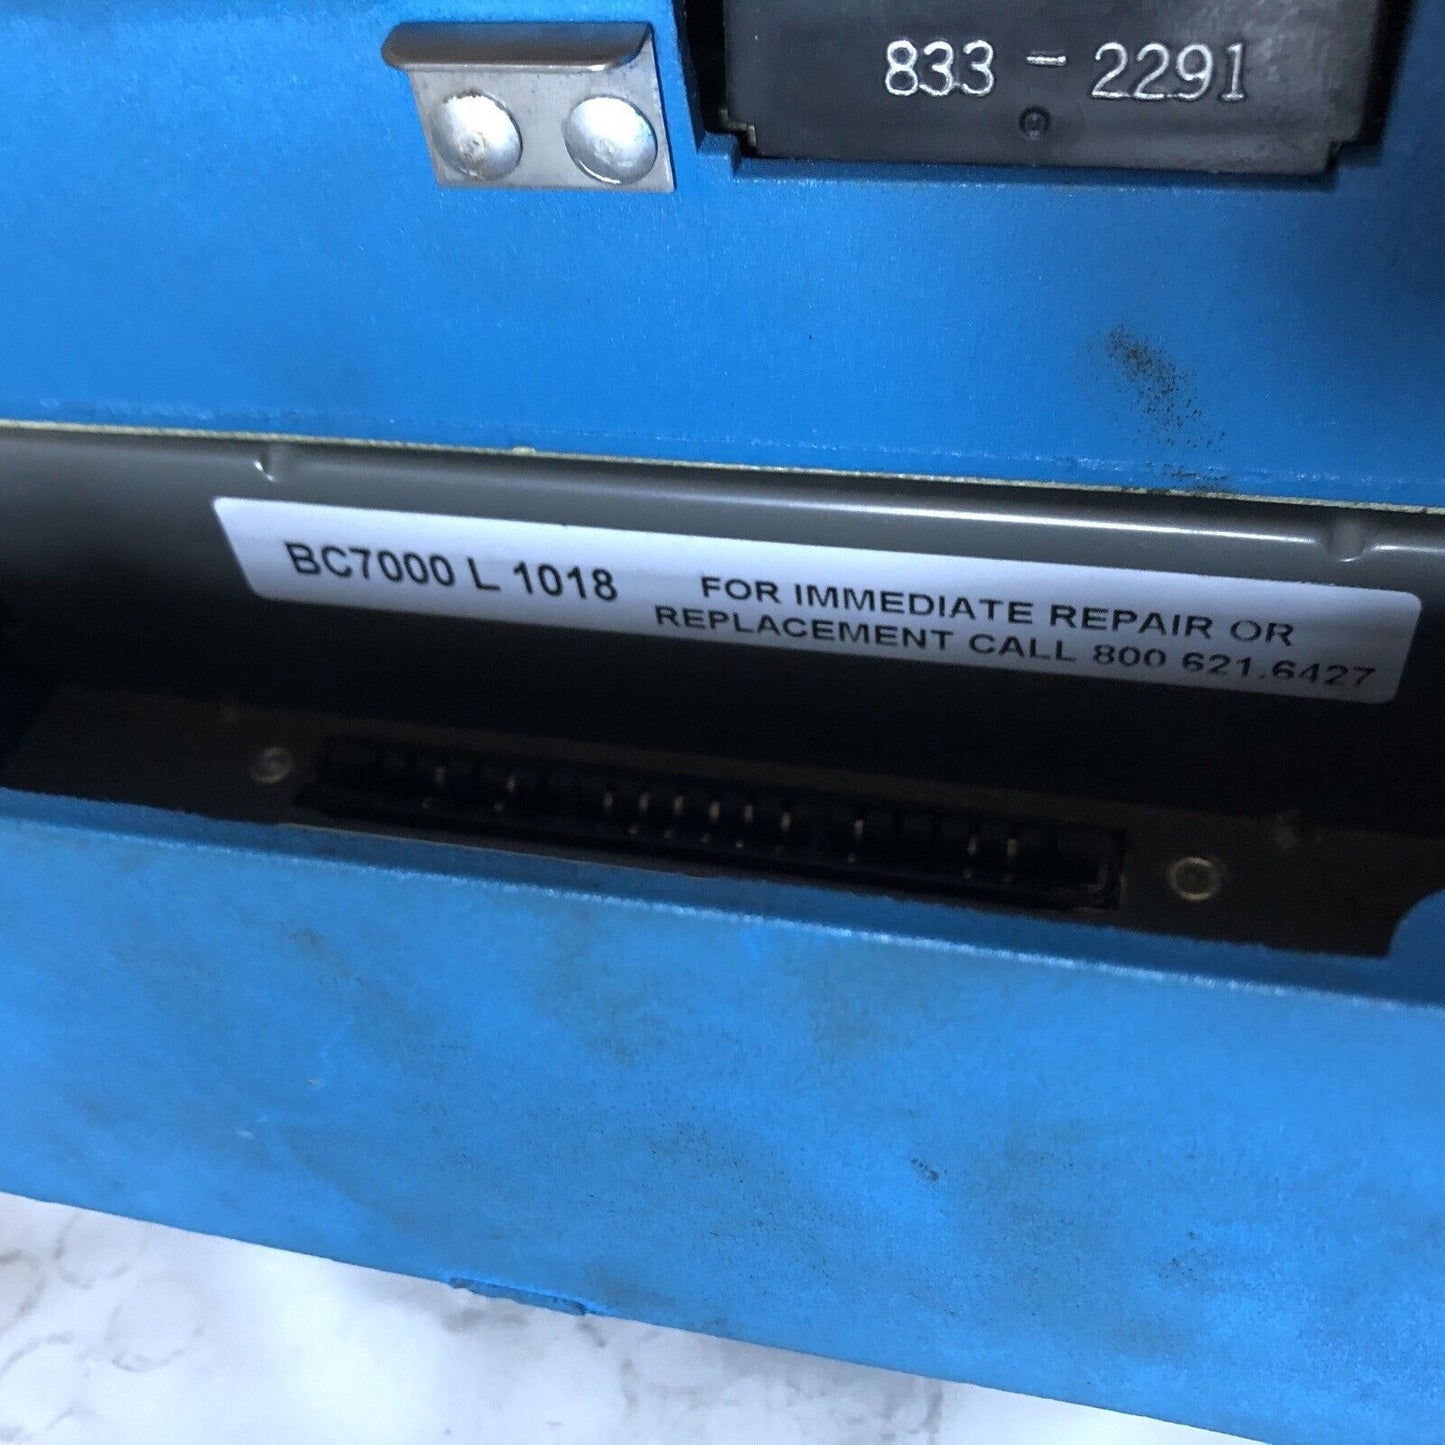 833 - 2291
BC7000 L 1018
FOR IMMEDIATE REPAIR OR
REPLACEMENT CALL 800 621.6427